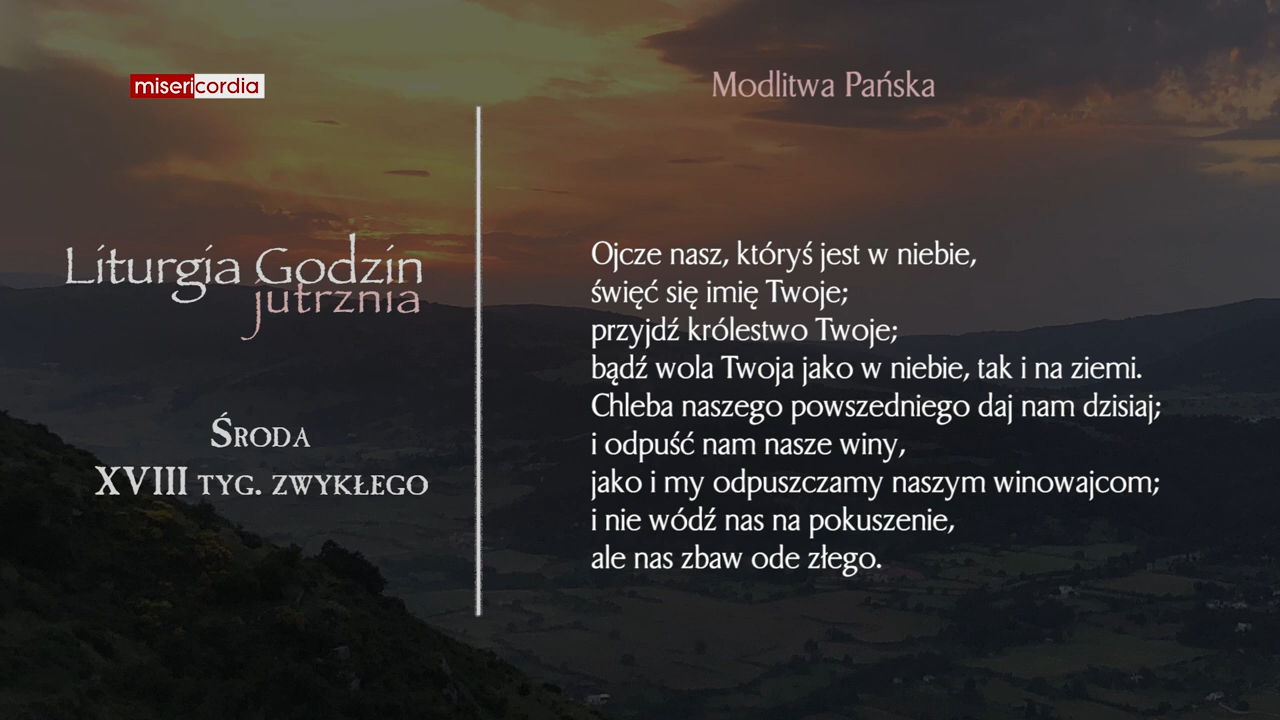 misericordia
Liturgia Godzin
jutrznia
Środa
XVIII tyg. zwykłego
Modlitwa Pańska
Ojcze nasz, któryś jest w niebie,
święć się imię Twoje;
przyjdź królestwo Twoje;
bądź wola Twoja jako w niebie, tak i na ziemi.
Chleba naszego powszedniego daj nam dzisiaj;
i odpuść nam nasze winy,
jako i my odpuszczamy naszym winowajcom;
i nie wódź nas na pokuszenie,
ale nas zbaw ode złego.